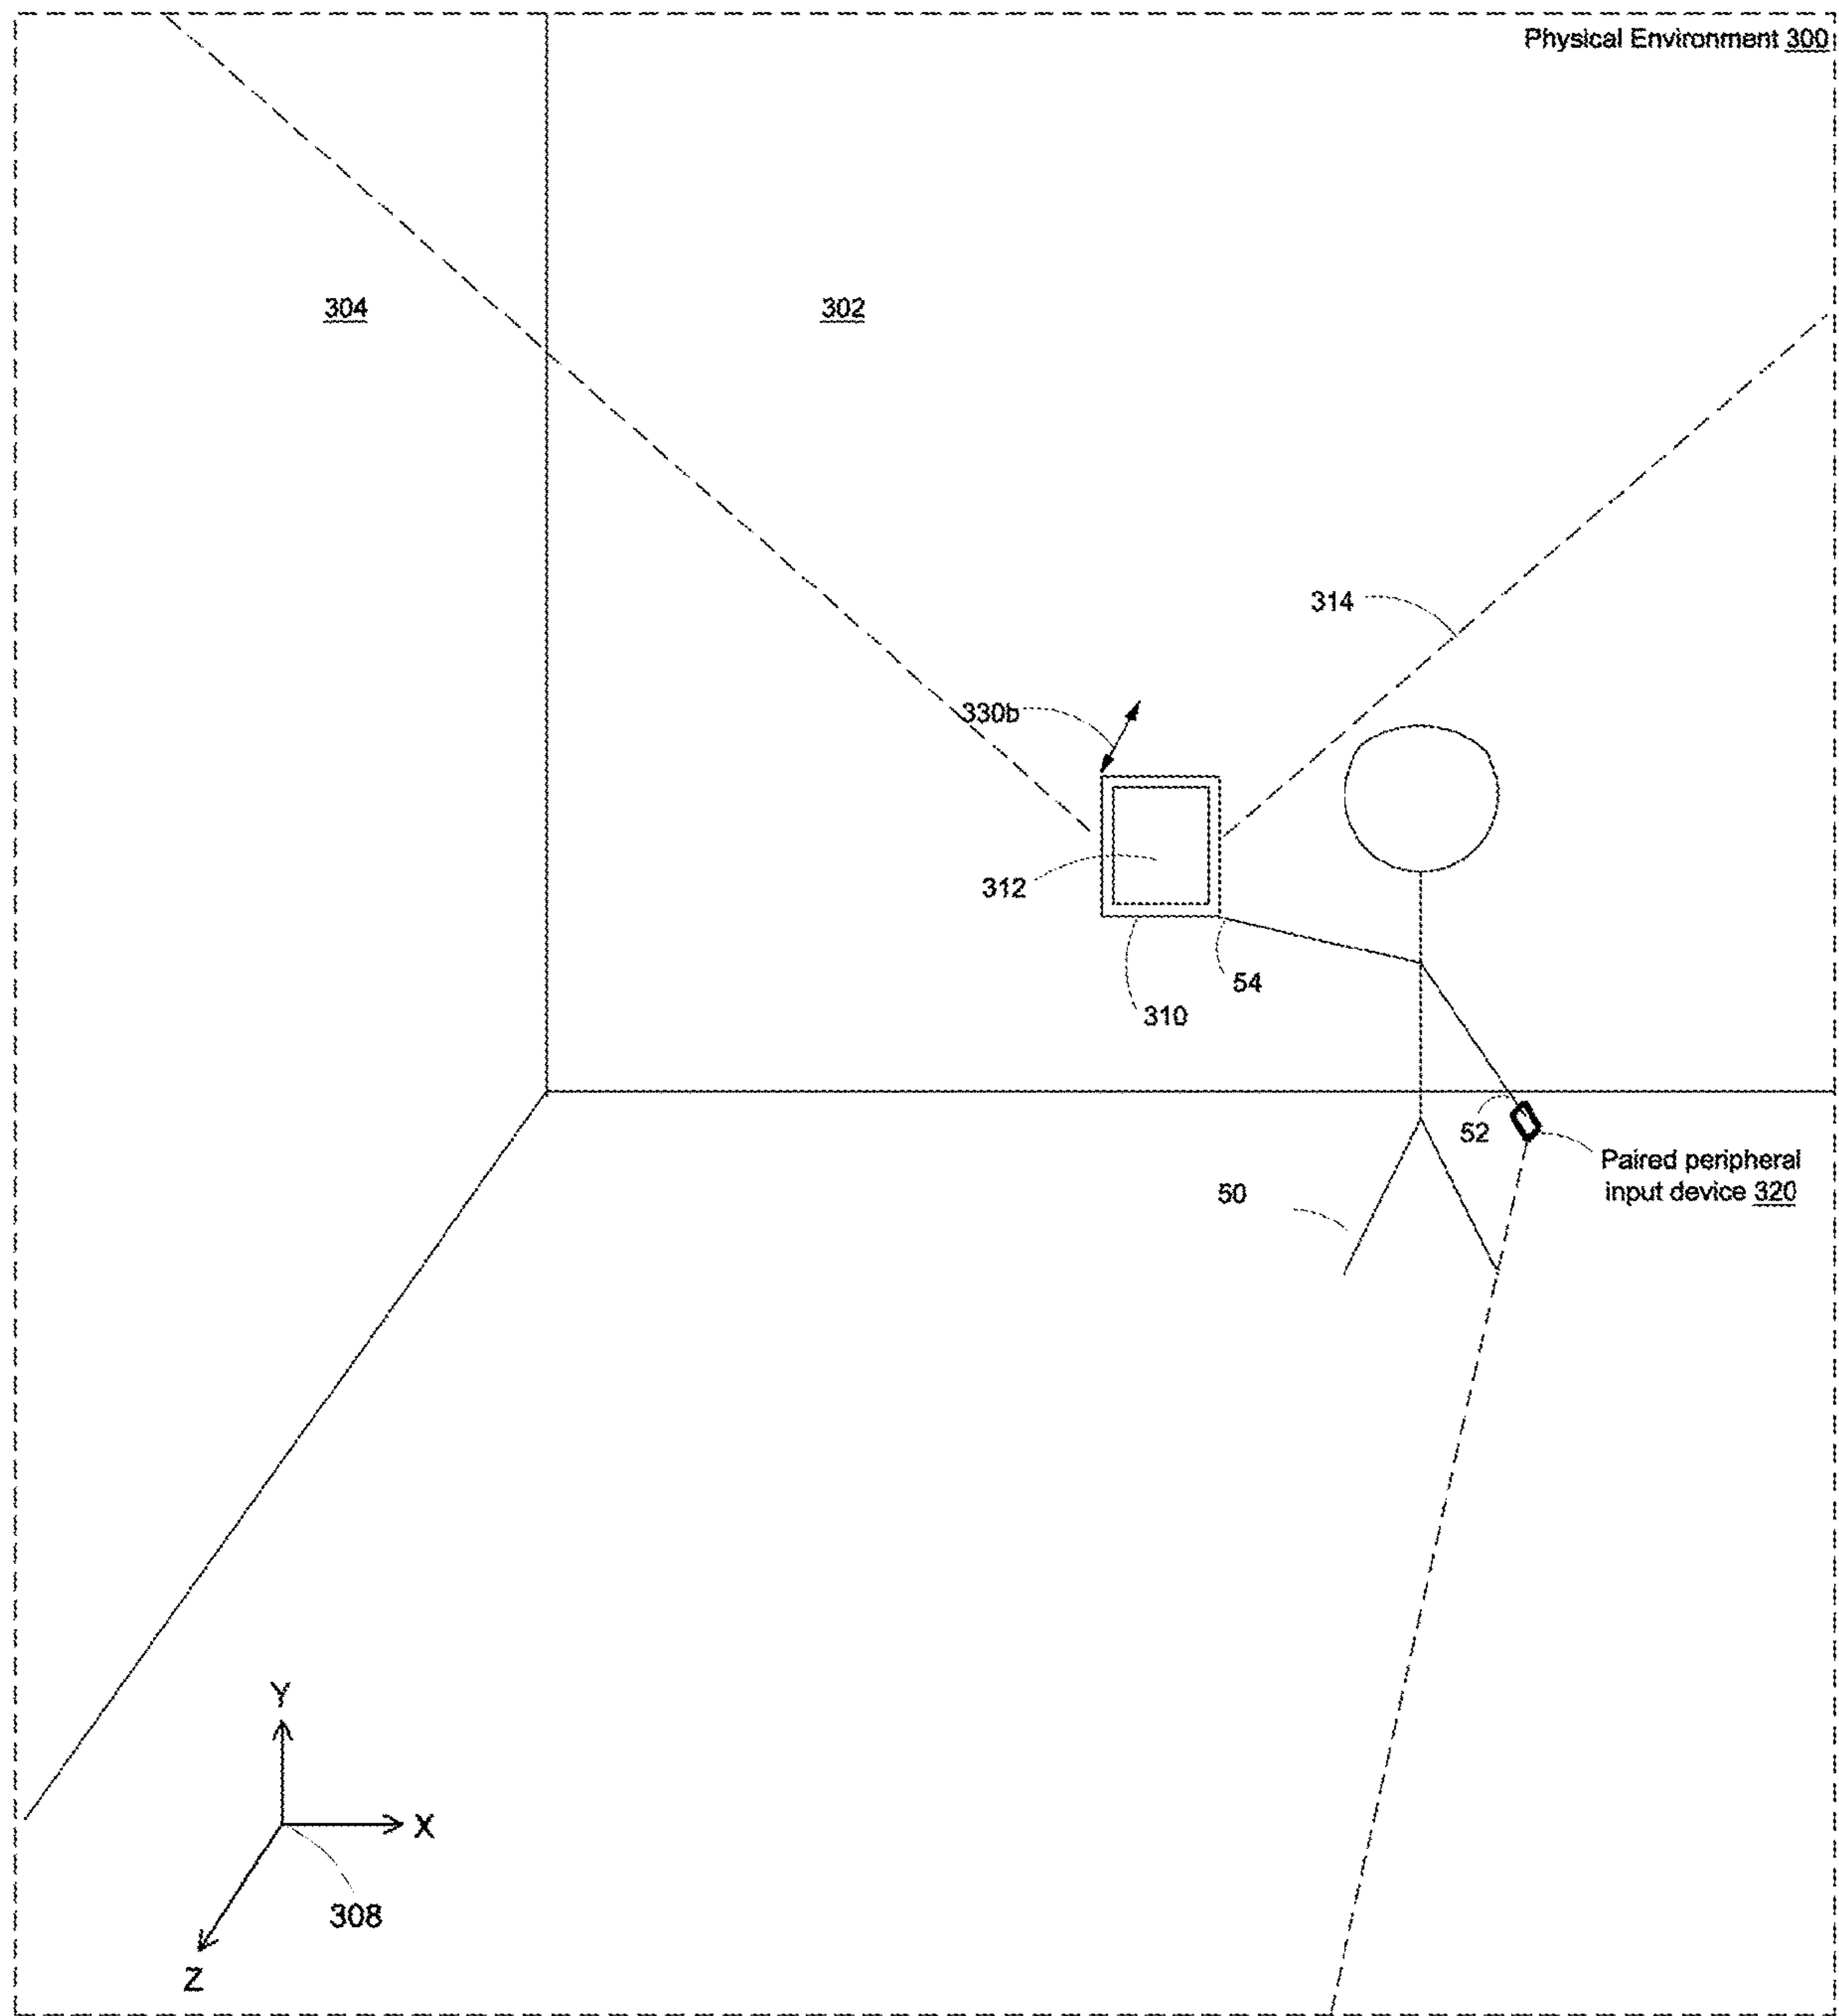 Physical Environment 300
304
302
314
330b
312
54
310
52
Paired peripheral
input device 320
50
Y
X
308
Z